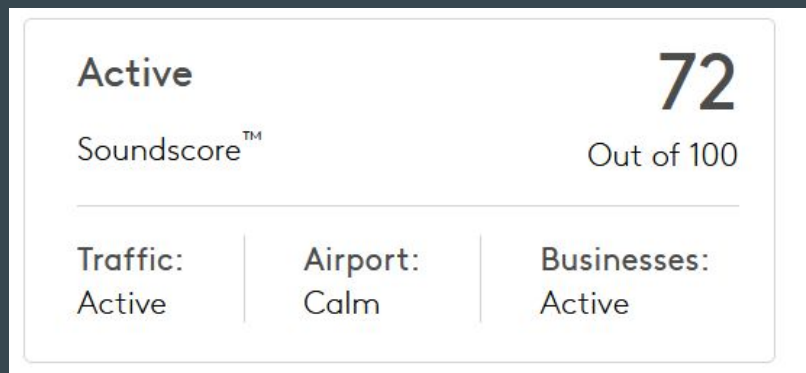 Active
72
Soundscore™
Out of 100
Traffic:
Active
Airport:
Calm
Businesses:
Active